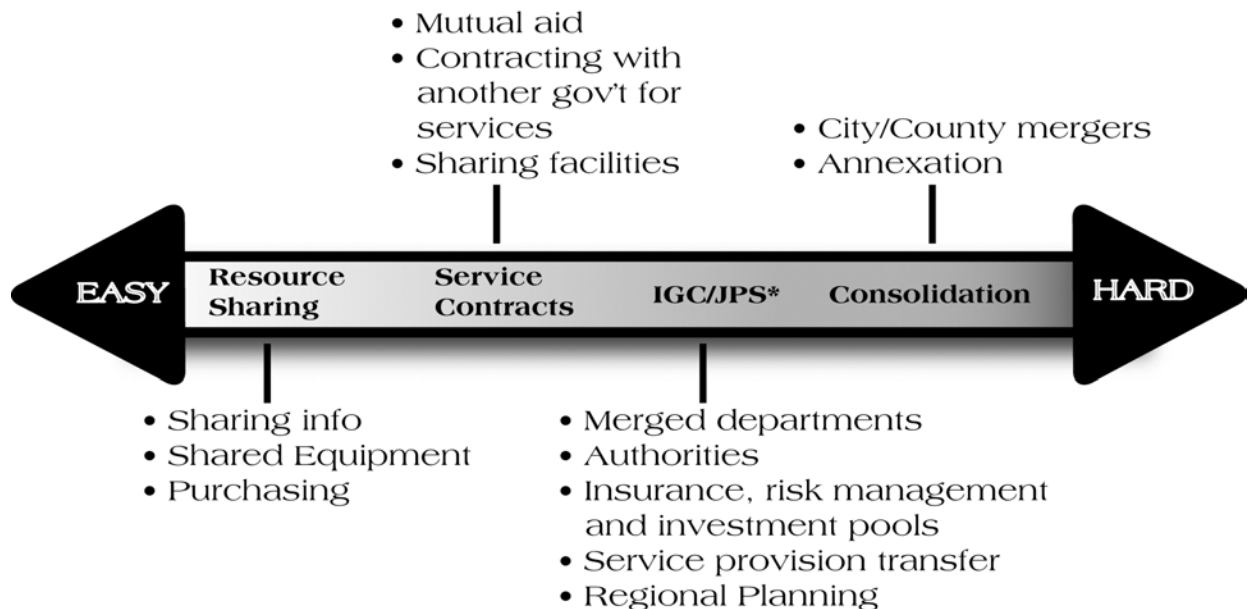 • Mutual aid
• Contracting with
another gov't for
services
• Sharing facilities
• City/County mergers
• Annexation
EASY
Resource
Sharing
Service
Contracts
IGC/JPS*
Consolidation
HARD
• Sharing info
• Shared Equipment
• Purchasing
• Merged departments
• Authorities
• Insurance, risk management
and investment pools
• Service provision transfer
• Regional Planning